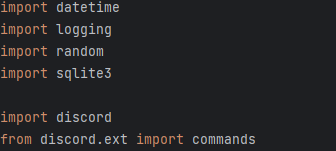 import datetime
import logging
import random
import sqlite3

import discord
from discord.ext import commands